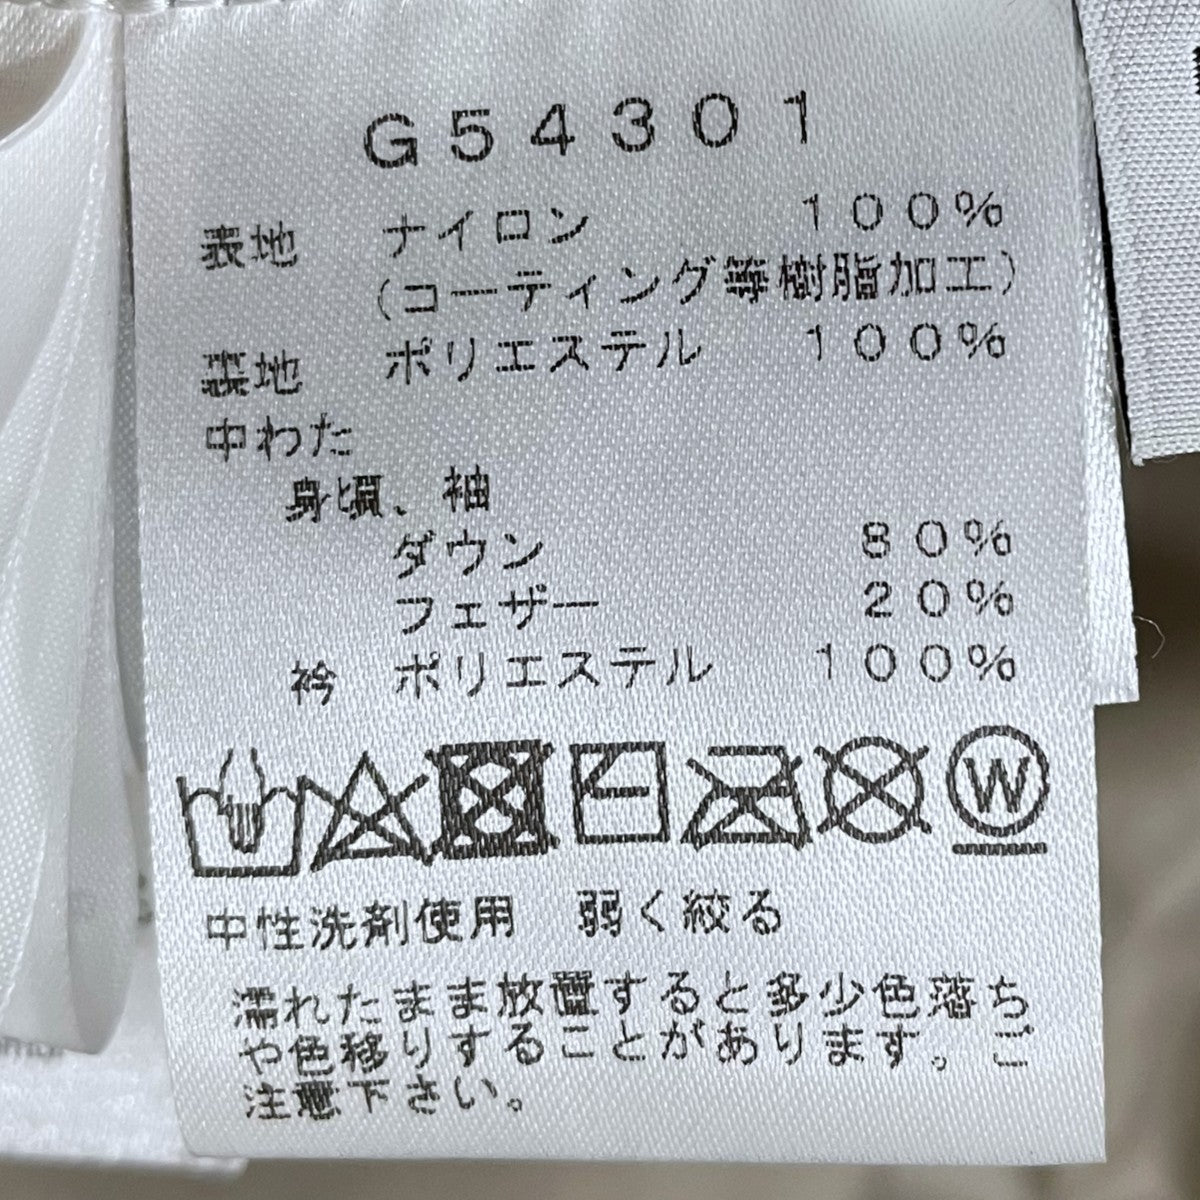 G54301
表地 ナイロン 100%
(コーティング等樹脂加工)
裏地 ポリエステル 100%
中わた
身頃、袖
ダウン 80%
フェザー 20%
衿 ポリエステル 100%
W
中性洗剤使用 弱く絞る
濡れたまま放置すると多少色落ち
や色移りすることがあります。ご
注意下さい。